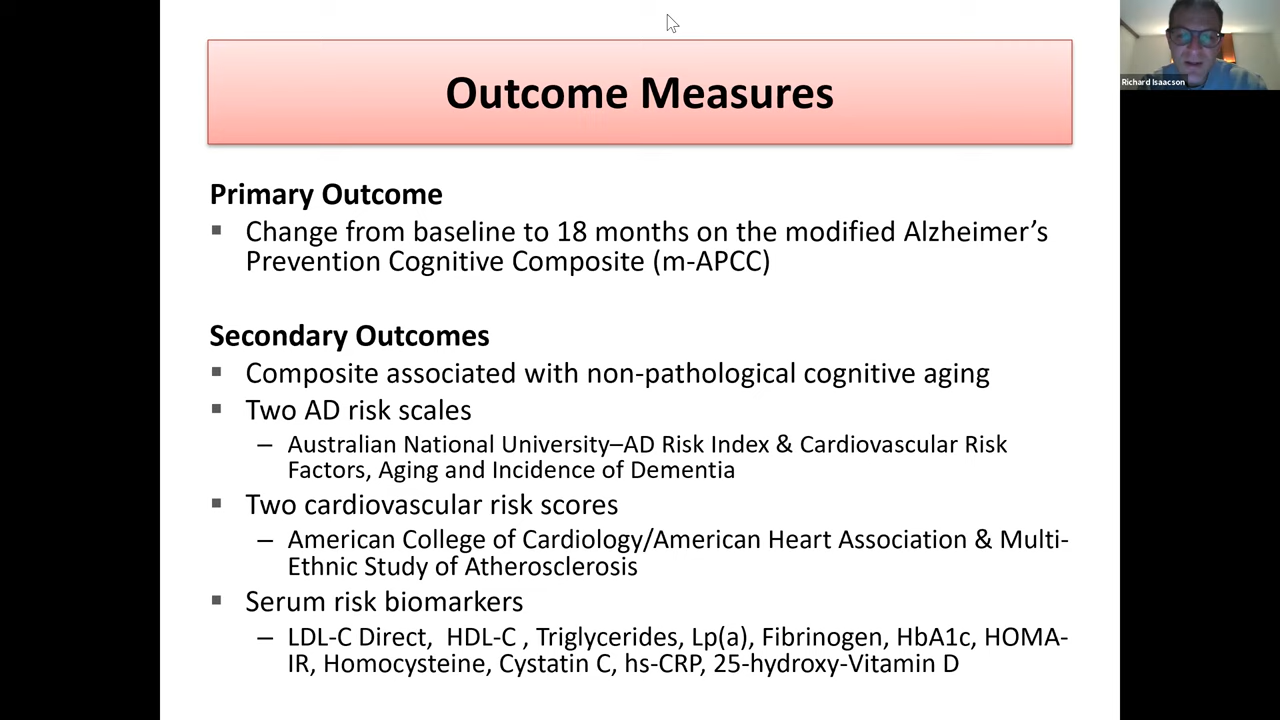 Outcome Measures
Richard Isaacson
Primary Outcome
▪ Change from baseline to 18 months on the modified Alzheimer's
Prevention Cognitive Composite (m-APCC)
Secondary Outcomes
▪ Composite associated with non-pathological cognitive aging
▪ Two AD risk scales
– Australian National University–AD Risk Index & Cardiovascular Risk
Factors, Aging and Incidence of Dementia
▪ Two cardiovascular risk scores
– American College of Cardiology/American Heart Association & Multi-
Ethnic Study of Atherosclerosis
▪ Serum risk biomarkers
– LDL-C Direct,  HDL-C , Triglycerides, Lp(a), Fibrinogen, HbA1c, HOMA-
IR, Homocysteine, Cystatin C, hs-CRP, 25-hydroxy-Vitamin D